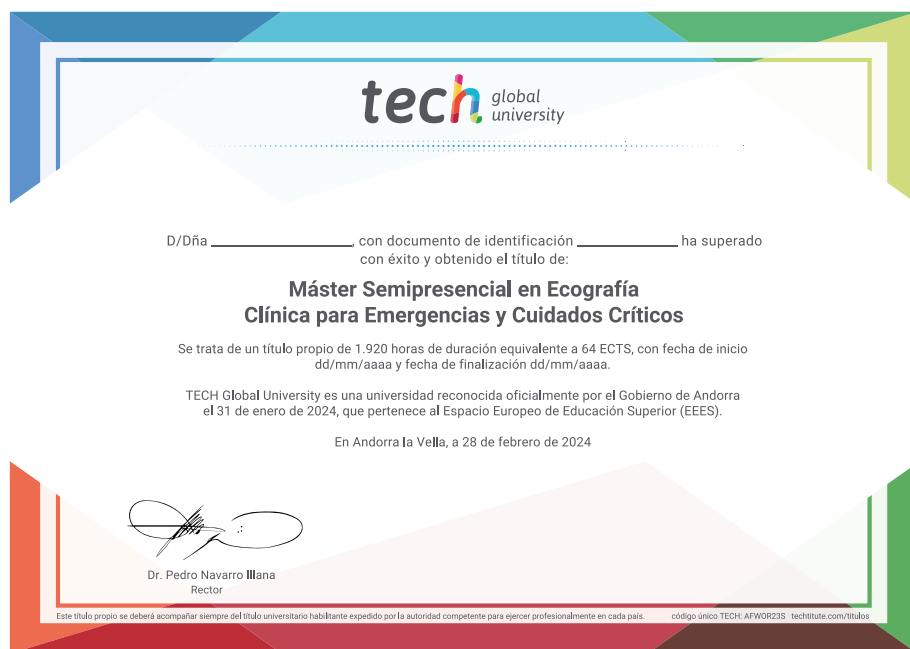 tech global
university
D/Dña ______________, con documento de identificación __________ ha superado
con éxito y obtenido el título de:
Máster Semipresencial en Ecografía
Clínica para Emergencias y Cuidados Críticos
Se trata de un título propio de 1.920 horas de duración equivalente a 64 ECTS, con fecha de inicio
dd/mm/aaaa y fecha de finalización dd/mm/aaaa.
TECH Global University es una universidad reconocida oficialmente por el Gobierno de Andorra
el 31 de enero de 2024, que pertenece al Espacio Europeo de Educación Superior (EEES).
En Andorra la Vella, a 28 de febrero de 2024
Dr. Pedro Navarro Illana
Rector
Este título propio se deberá acompañar siempre del título universitario habilitante expedido por la autoridad competente para ejercer profesionalmente en cada país. código único TECH: AFWOR23S techtitute.com/titulos